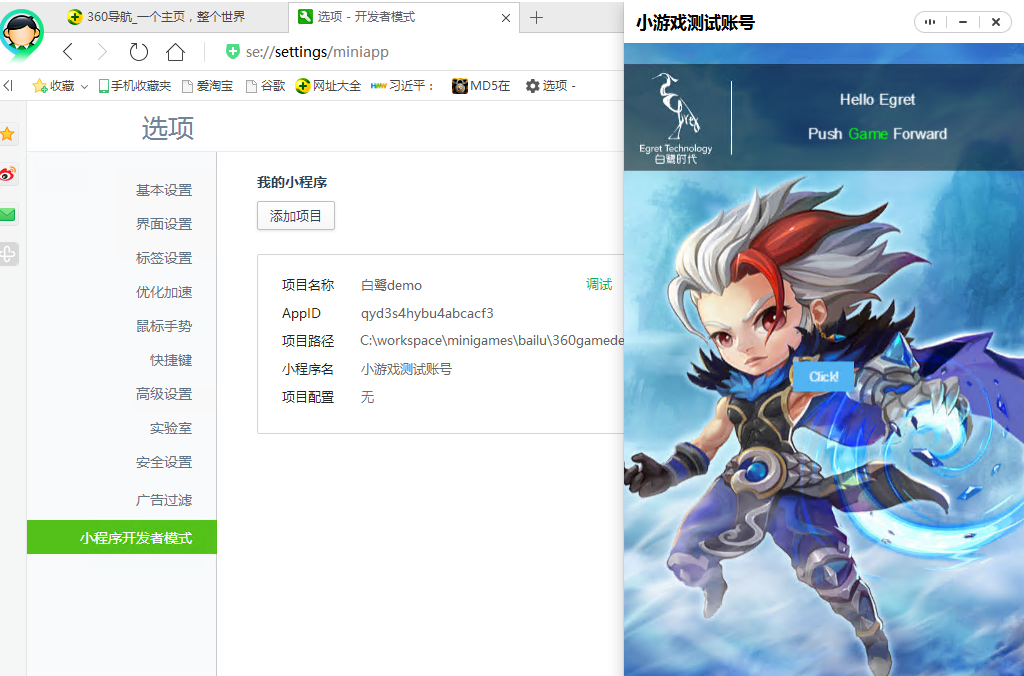 360导航_一个主页，整个世界
选项 - 开发者模式
se://settings/miniapp
收藏
手机收藏夹
爱淘宝
谷歌
网址大全
习近平：
MD5在
选项 -
选项
基本设置
界面设置
标签设置
优化加速
鼠标手势
快捷键
高级设置
实验室
安全设置
广告过滤
小程序开发者模式
我的小程序
添加项目
项目名称 白鹭demo 调试
AppID qyd3s4hybu4abcacf3
项目路径 C:\workspace\minigames\bailu\360gamede
小程序名 小游戏测试账号
项目配置 无
小游戏测试账号
Egret
Egret Technology
白鹭时代
Hello Egret
Push Game Forward
Click!